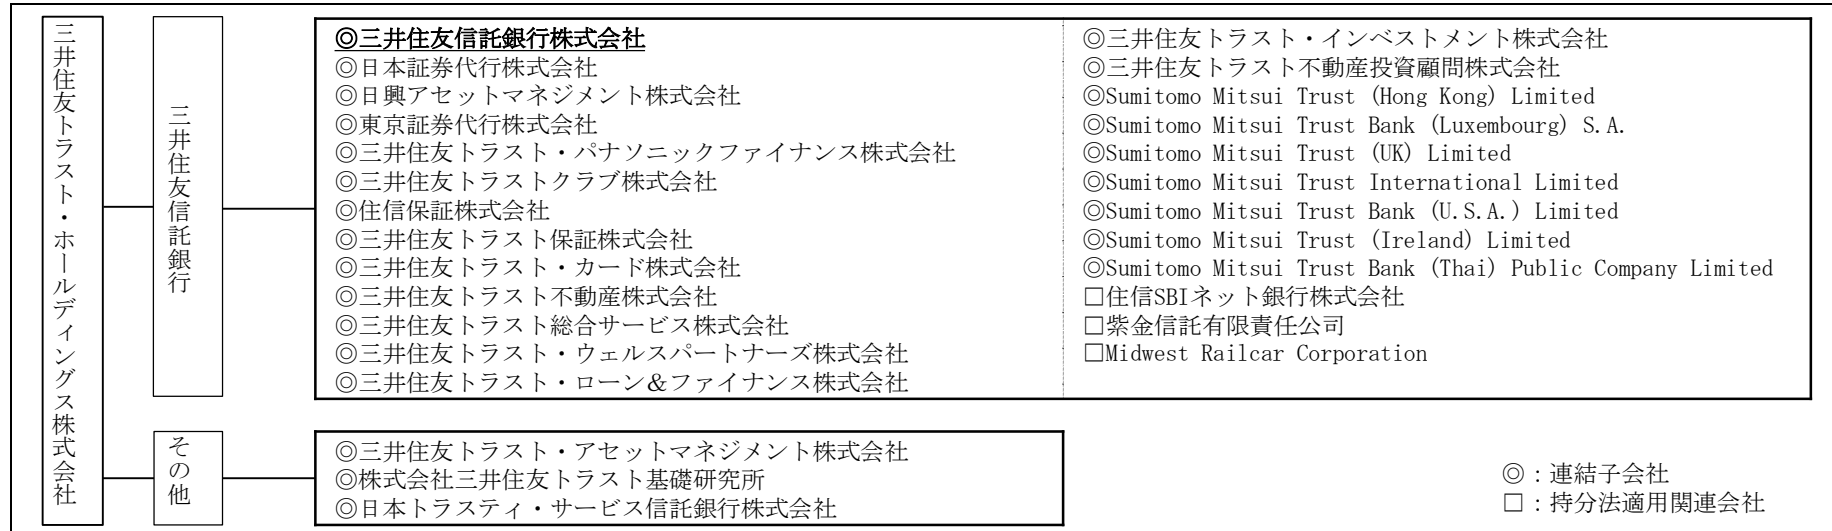 三井住友トラスト・ホールディングス株式会社
三井住友信託銀行
◎三井住友信託銀行株式会社
◎日本証券代行株式会社
◎日興アセットマネジメント株式会社
◎東京証券代行株式会社
◎三井住友トラスト・パナソニックファイナンス株式会社
◎三井住友トラストクラブ株式会社
◎住信保証株式会社
◎三井住友トラスト保証株式会社
◎三井住友トラスト・カード株式会社
◎三井住友トラスト不動産株式会社
◎三井住友トラスト総合サービス株式会社
◎三井住友トラスト・ウェルスパートナーズ株式会社
◎三井住友トラスト・ローン&ファイナンス株式会社
◎三井住友トラスト・インベストメント株式会社
◎三井住友トラスト不動産投資顧問株式会社
◎Sumitomo Mitsui Trust (Hong Kong) Limited
◎Sumitomo Mitsui Trust Bank (Luxembourg) S.A.
◎Sumitomo Mitsui Trust (UK) Limited
◎Sumitomo Mitsui Trust International Limited
◎Sumitomo Mitsui Trust Bank (U.S.A.) Limited
◎Sumitomo Mitsui Trust (Ireland) Limited
◎Sumitomo Mitsui Trust Bank (Thai) Public Company Limited
□住信SBIネット銀行株式会社
□紫金信託有限責任公司
□Midwest Railcar Corporation
その他
◎三井住友トラスト・アセットマネジメント株式会社
◎株式会社三井住友トラスト基礎研究所
◎日本トラスティ・サービス信託銀行株式会社
◎：連結子会社
□：持分法適用関連会社